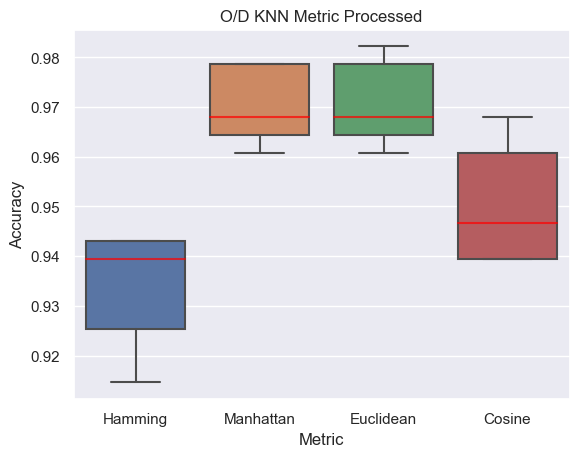 O/D KNN Metric Processed
0.98
0.97
0.96
0.95
0.94
0.93
0.92
Accuracy
Hamming Manhattan Euclidean Cosine
Metric